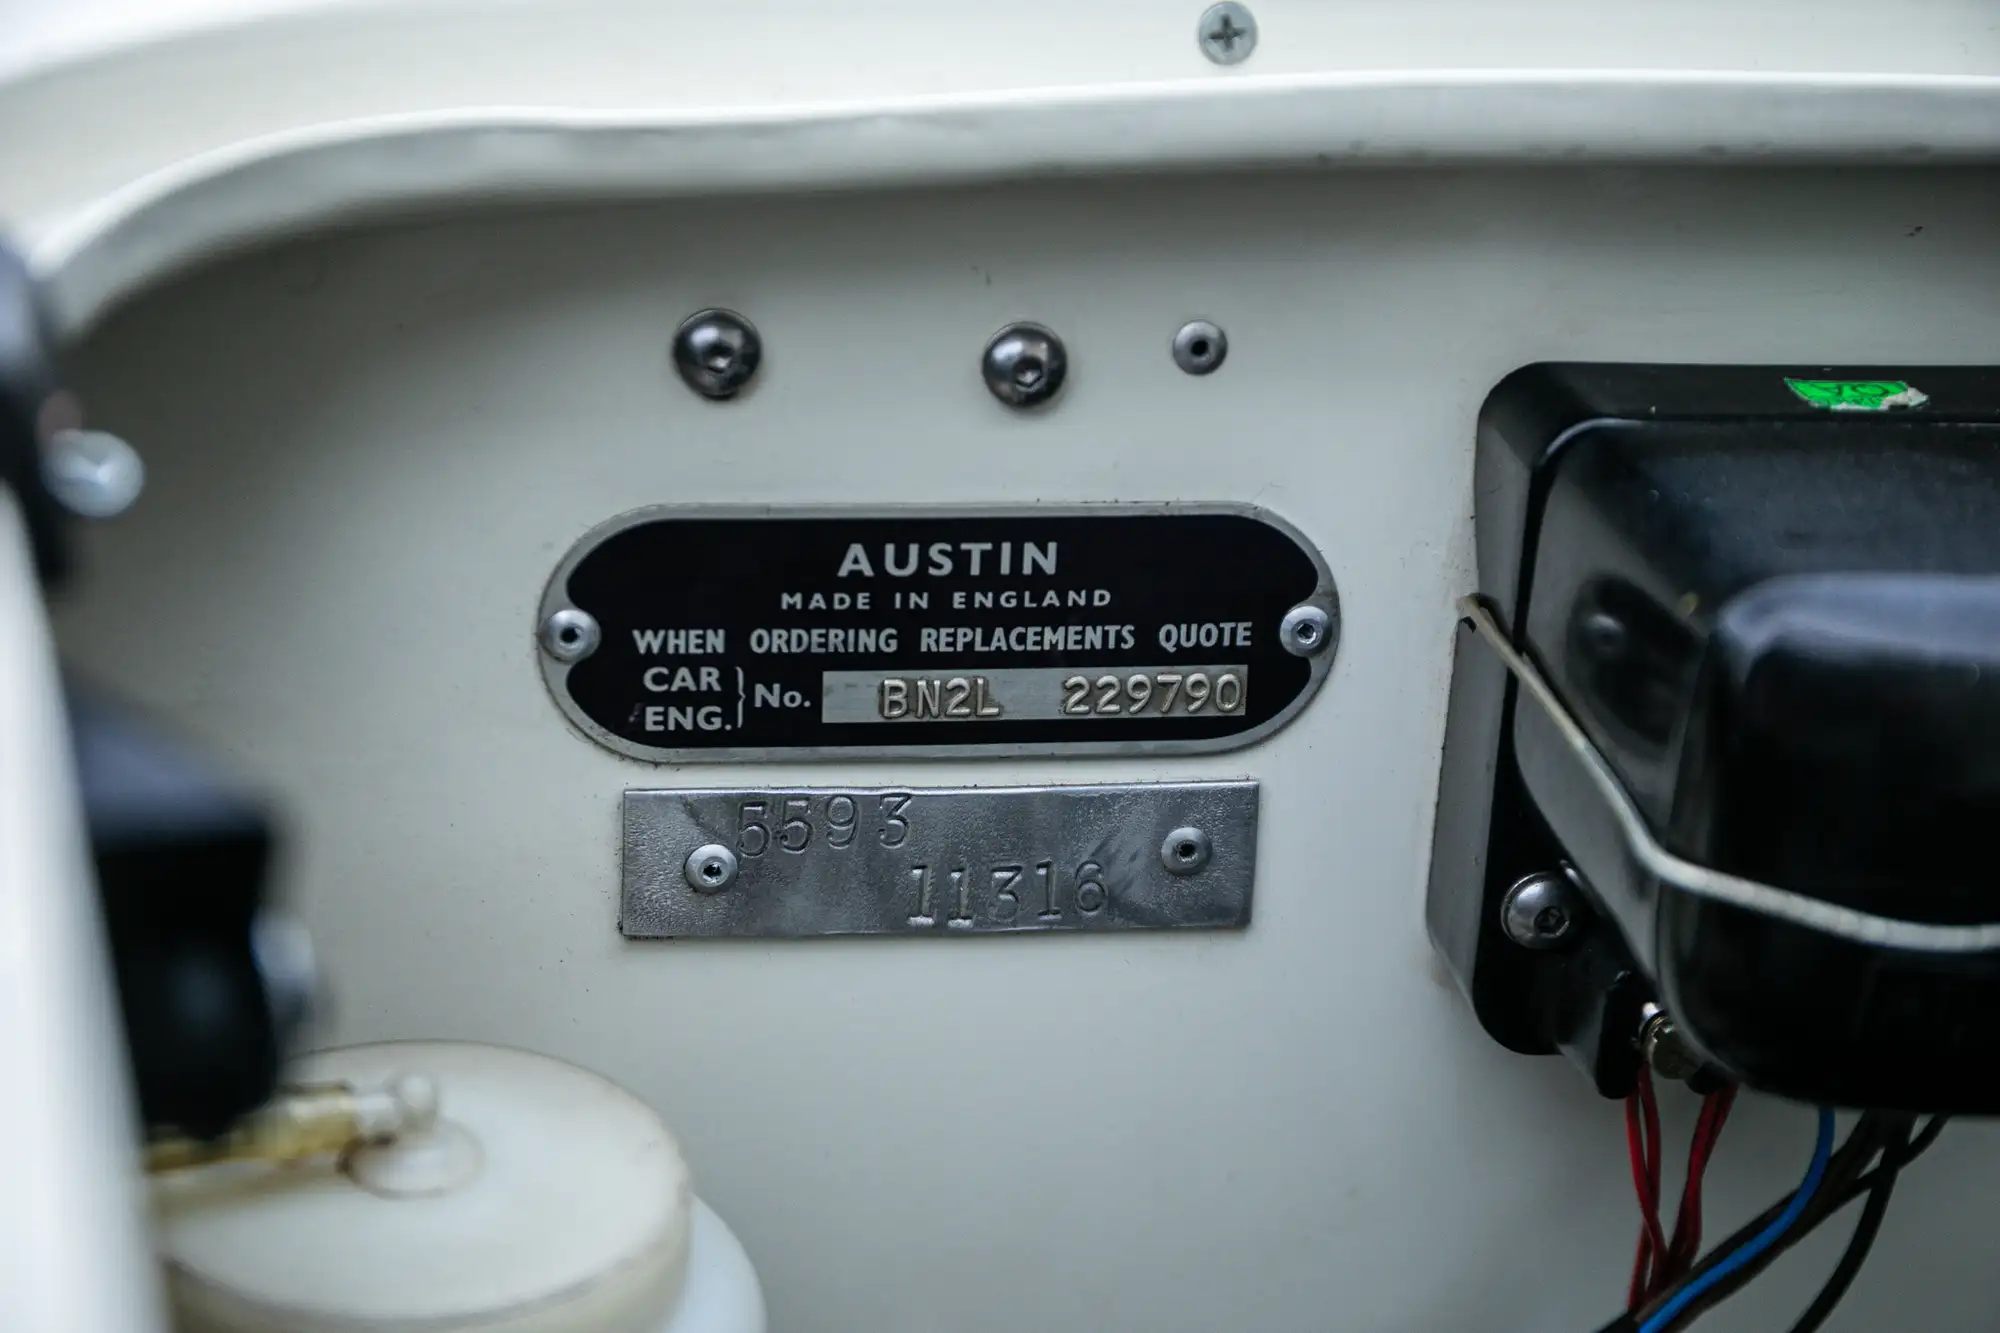 AUSTIN
MADE IN ENGLAND
WHEN ORDERING REPLACEMENTS QUOTE
CAR
ENG. } No. BN2L 229790
5593
11316